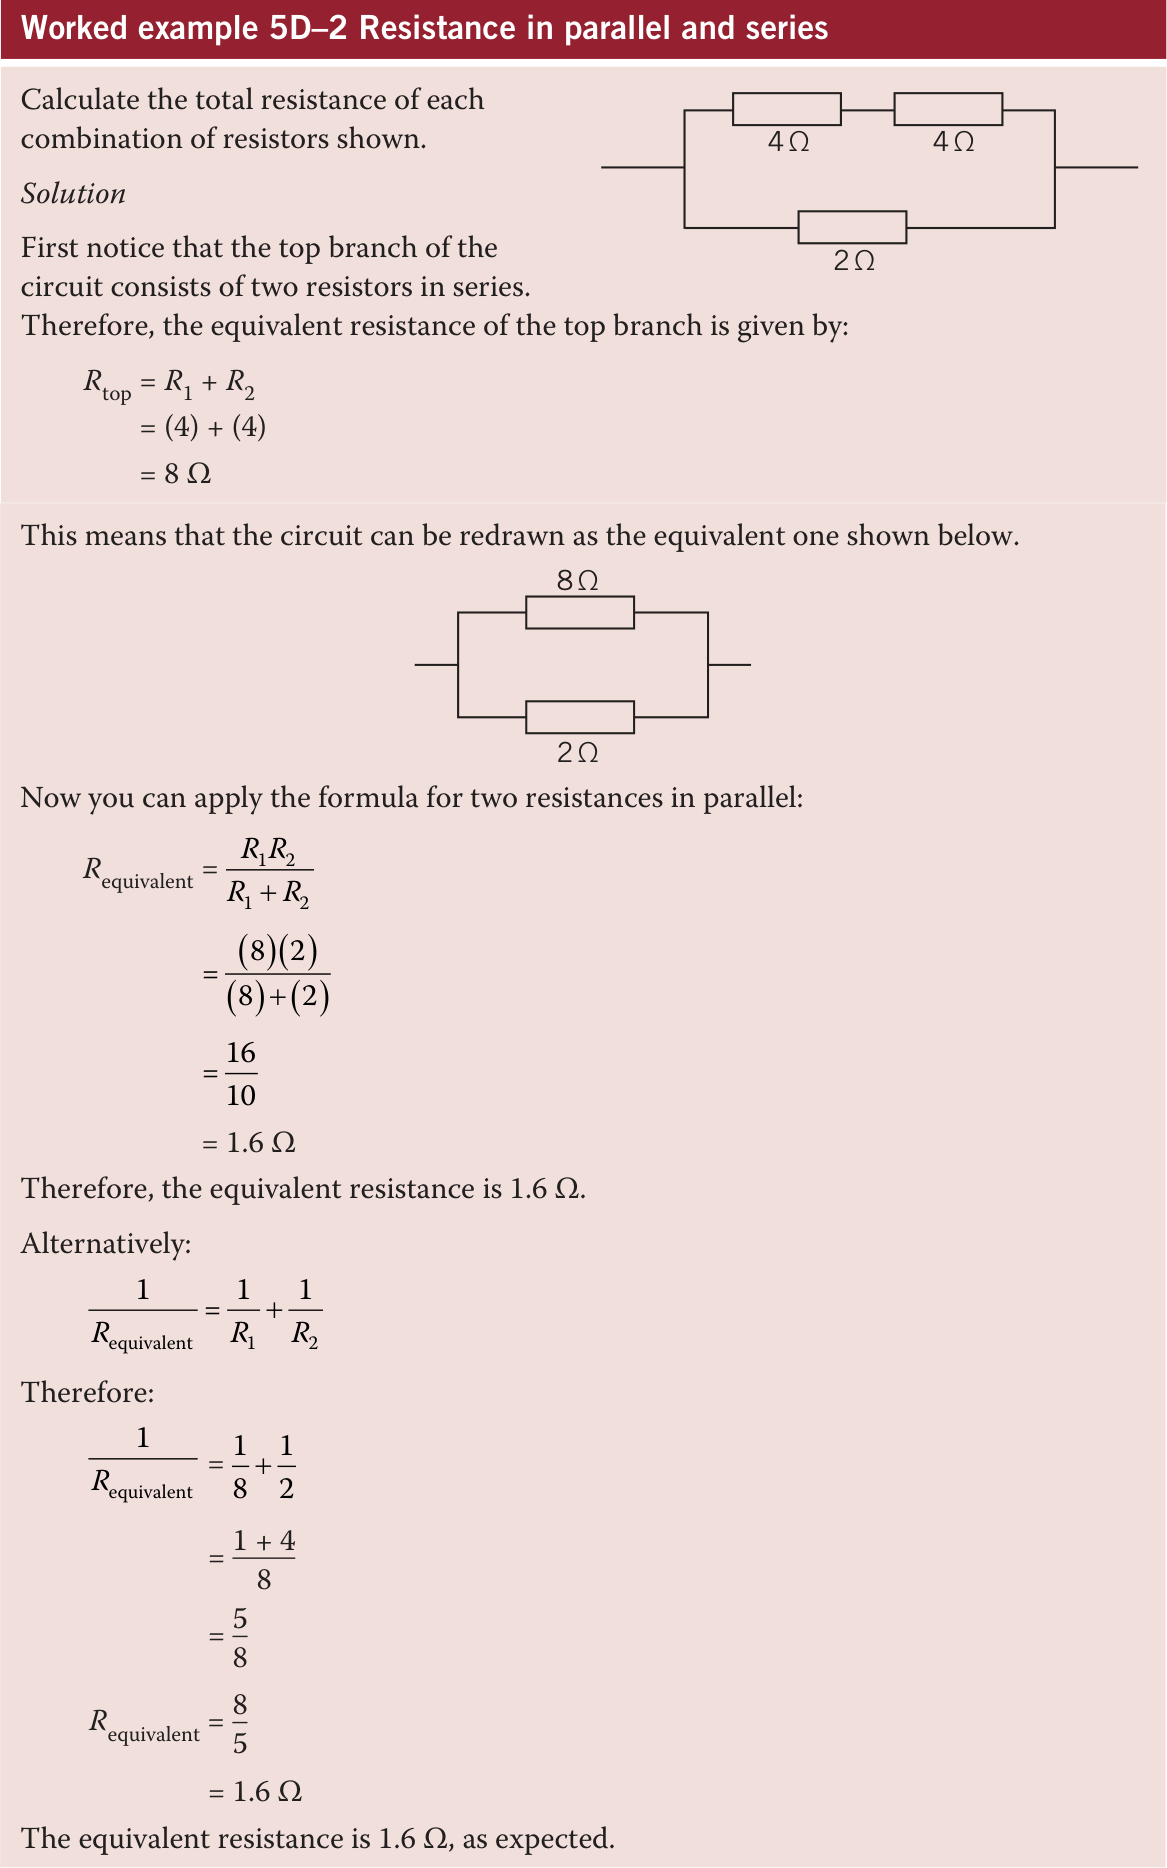 Worked example 5D–2 Resistance in parallel and series
Calculate the total resistance of each
combination of resistors shown.
4 Ω 4 Ω
2 Ω
Solution
First notice that the top branch of the
circuit consists of two resistors in series.
Therefore, the equivalent resistance of the top branch is given by:
R_top = R_1 + R_2
= (4) + (4)
= 8 Ω
This means that the circuit can be redrawn as the equivalent one shown below.
8 Ω
2 Ω
Now you can apply the formula for two resistances in parallel:
R_equivalent = R_1R_2 / (R_1 + R_2)
= (8)(2) / (8)+(2)
= 16/10
= 1.6 Ω
Therefore, the equivalent resistance is 1.6 Ω.
Alternatively:
1/R_equivalent = 1/R_1 + 1/R_2
Therefore:
1/R_equivalent = 1/8 + 1/2
= (1 + 4)/8
= 5/8
R_equivalent = 8/5
= 1.6 Ω
The equivalent resistance is 1.6 Ω, as expected.